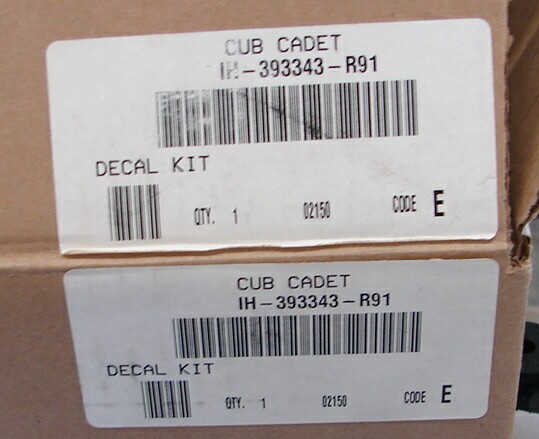 CUB CADET
IH-393343-R91
DECAL KIT
QTY. 1 02150 CODE E
CUB CADET
IH-393343-R91
DECAL KIT
QTY. 1 02150 CODE E